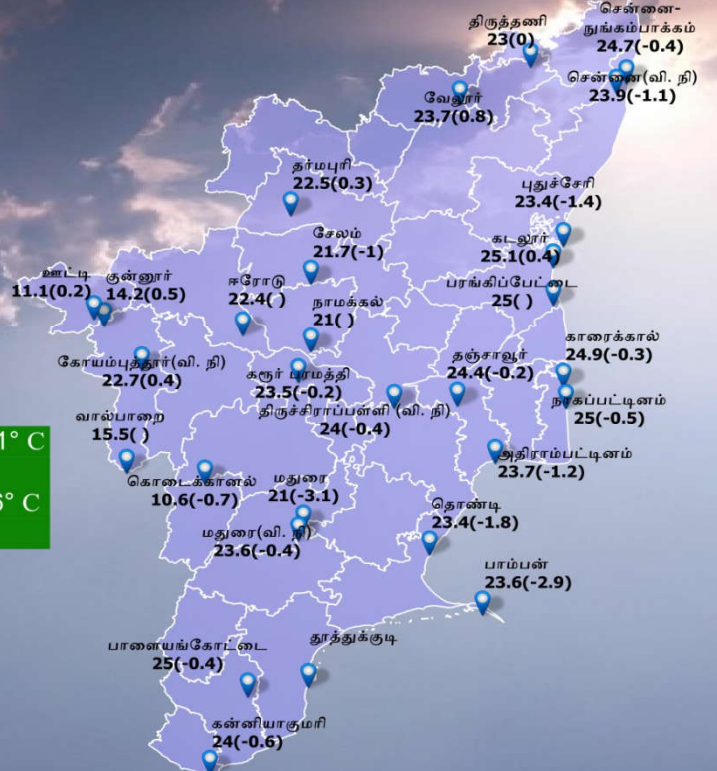 சென்னை-
நுங்கம்பாக்கம்
24.7(-0.4)
திருத்தணி
23(0)
சென்னை(வி. நி)
23.9(-1.1)
வேலூர்
23.7(0.8)
தர்மபுரி
22.5(0.3)
புதுச்சேரி
23.4(-1.4)
சேலம்
21.7(-1)
கடலூர்
25.1(0.4)
ஊட்டி
11.1(0.2)
குன்னூர்
14.2(0.5)
ஈரோடு
22.4( )
பரங்கிப்பேட்டை
25( )
நாமக்கல்
21( )
காரைக்கால்
24.9(-0.3)
கோயம்புத்தூர்(வி. நி)
22.7(0.4)
கரூர் பரமத்தி
23.5(-0.2)
தஞ்சாவூர்
24.4(-0.2)
நாகப்பட்டினம்
25(-0.5)
திருச்சிராப்பள்ளி (வி. நி)
24(-0.4)
வால்பாறை
15.5( )
1° C
அதிராம்பட்டினம்
23.7(-1.2)
கொடைக்கானல்
10.6(-0.7)
மதுரை
21(-3.1)
° C
தொண்டி
23.4(-1.8)
மதுரை(வி. நி)
23.6(-0.4)
பாம்பன்
23.6(-2.9)
தூத்துக்குடி
பாளையங்கோட்டை
25(-0.4)
கன்னியாகுமரி
24(-0.6)